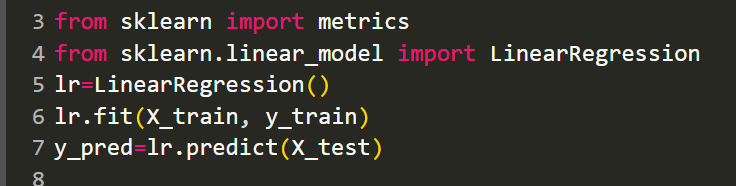 3 from sklearn import metrics
4 from sklearn.linear_model import LinearRegression
5 lr=LinearRegression()
6 lr.fit(X_train, y_train)
7 y_pred=lr.predict(X_test)
8